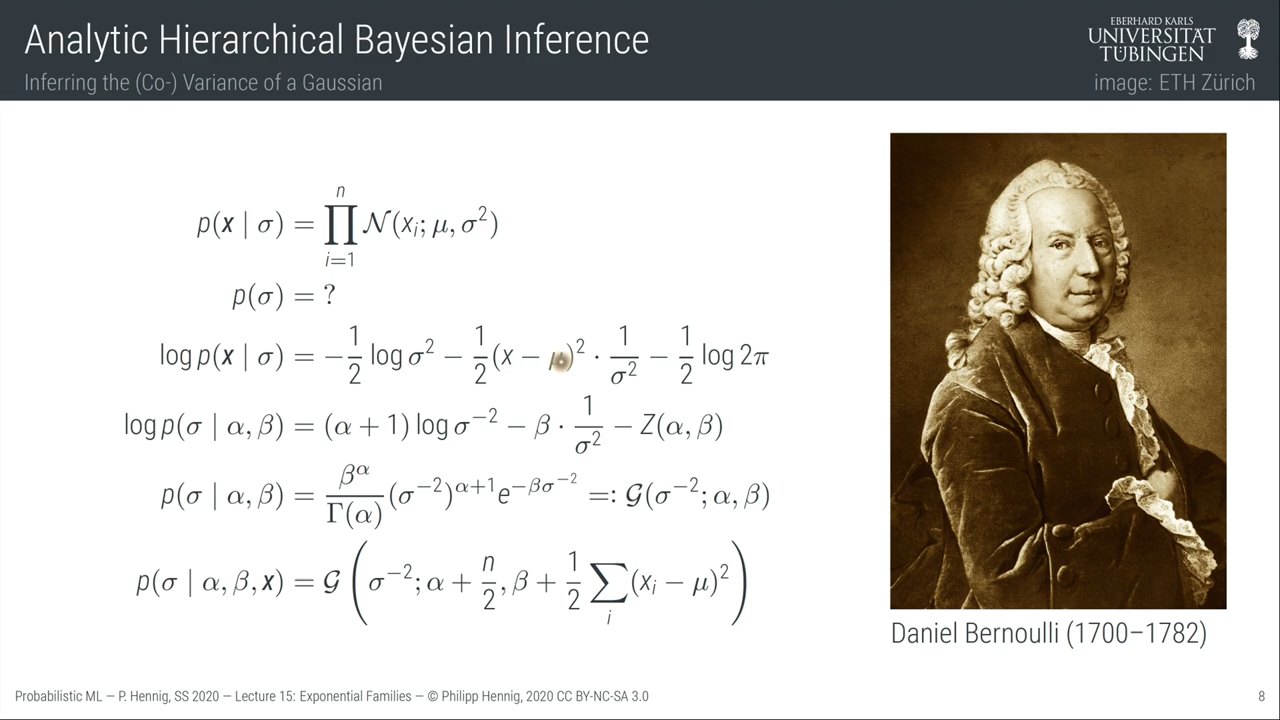 Analytic Hierarchical Bayesian Inference
Inferring the (Co-) Variance of a Gaussian
EBERHARD KARLS
UNIVERSITÄT
TÜBINGEN
image: ETH Zürich
p(x | σ) = ∏_{i=1}^{n} 𝒩(x_i; μ, σ²)
p(σ) = ?
log p(x | σ) = −1/2 log σ² − 1/2 (x − μ)² · 1/σ² − 1/2 log 2π
log p(σ | α, β) = (α + 1) log σ⁻² − β · 1/σ² − Z(α, β)
p(σ | α, β) = β^α/Γ(α) (σ⁻²)^{α+1} e^{−βσ⁻²} =: 𝒢(σ⁻²; α, β)
p(σ | α, β, x) = 𝒢(σ⁻²; α + n/2, β + 1/2 ∑_i (x_i − μ)²)
Daniel Bernoulli (1700–1782)
Probabilistic ML — P. Hennig, SS 2020 — Lecture 15: Exponential Families — © Philipp Hennig, 2020 CC BY-NC-SA 3.0
8